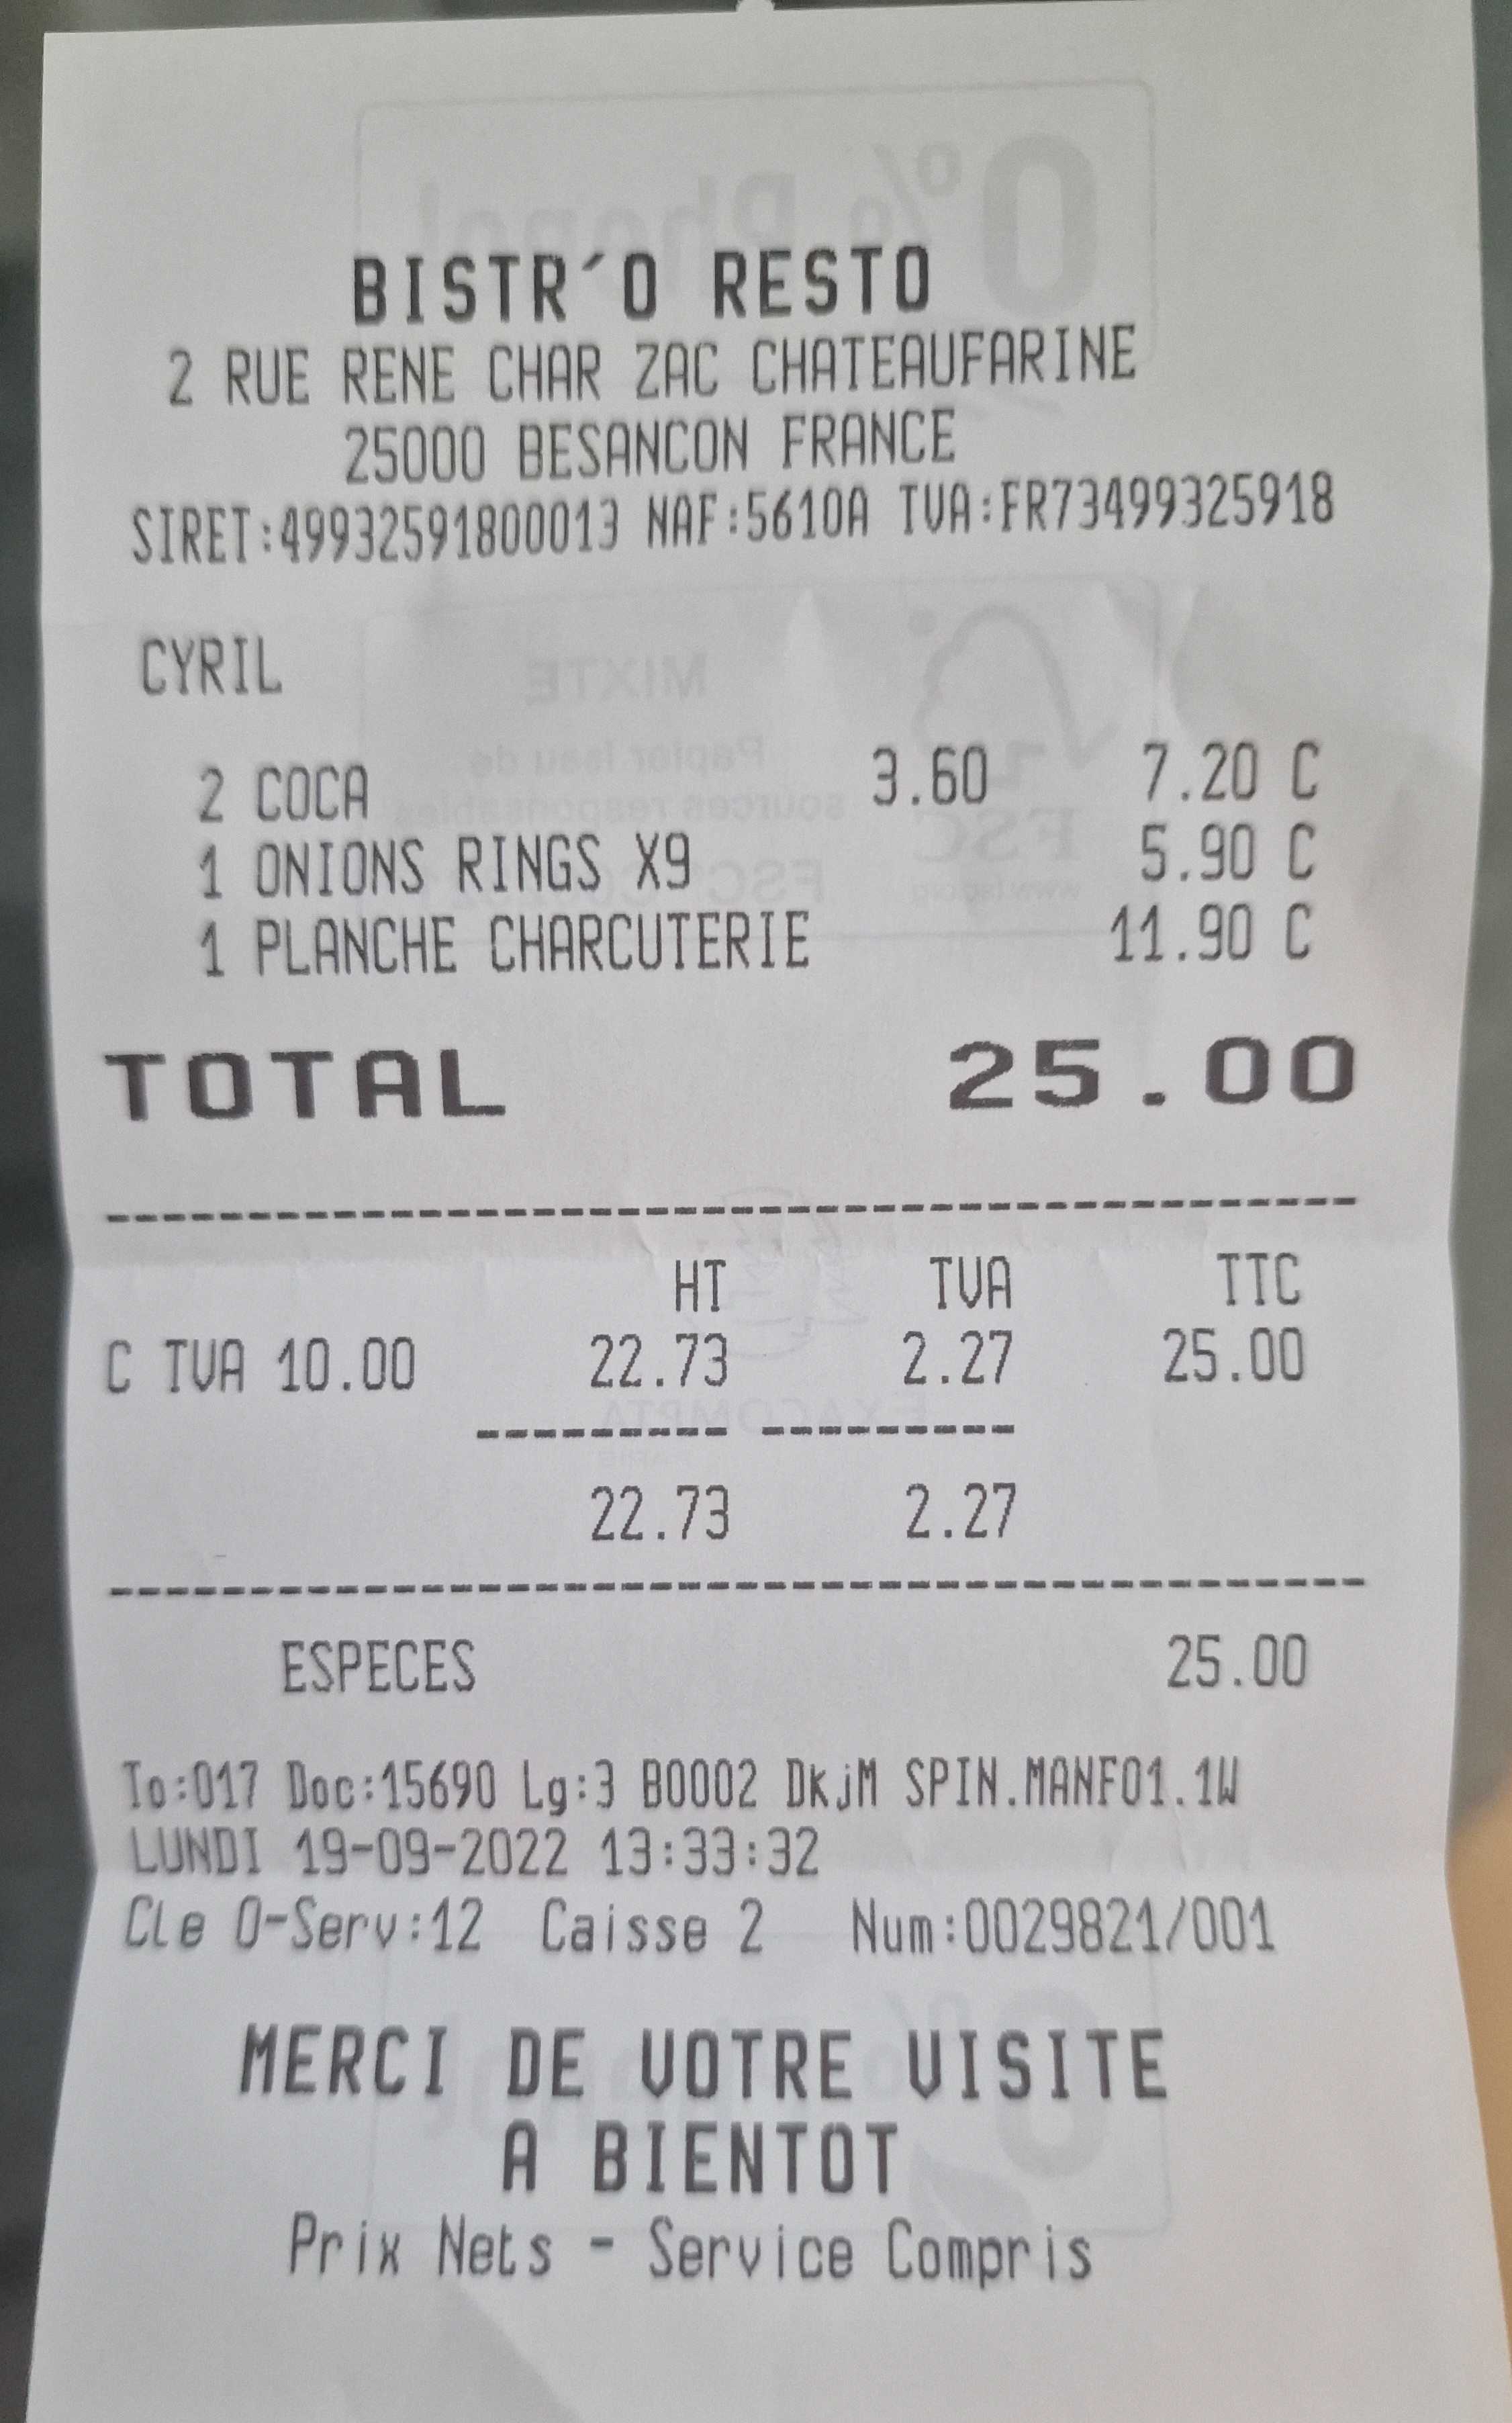 BISTR´O RESTO
2 RUE RENE CHAR ZAC CHATEAUFARINE
25000 BESANCON FRANCE
SIRET:49932591800013 NAF:5610A TVA:FR73499325918
CYRIL
2 COCA 3.60 7.20 C
1 ONIONS RINGS X9 5.90 C
1 PLANCHE CHARCUTERIE 11.90 C
TOTAL 25.00
HT TVA TTC
C TVA 10.00 22.73 2.27 25.00
22.73 2.27
ESPECES 25.00
To:017 Doc:15690 Lg:3 B0002 DkjM SPIN.MANF01.1W
LUNDI 19-09-2022 13:33:32
Cle O-Serv:12 Caisse 2 Num:0029821/001
MERCI DE VOTRE VISITE
A BIENTOT
Prix Nets - Service Compris